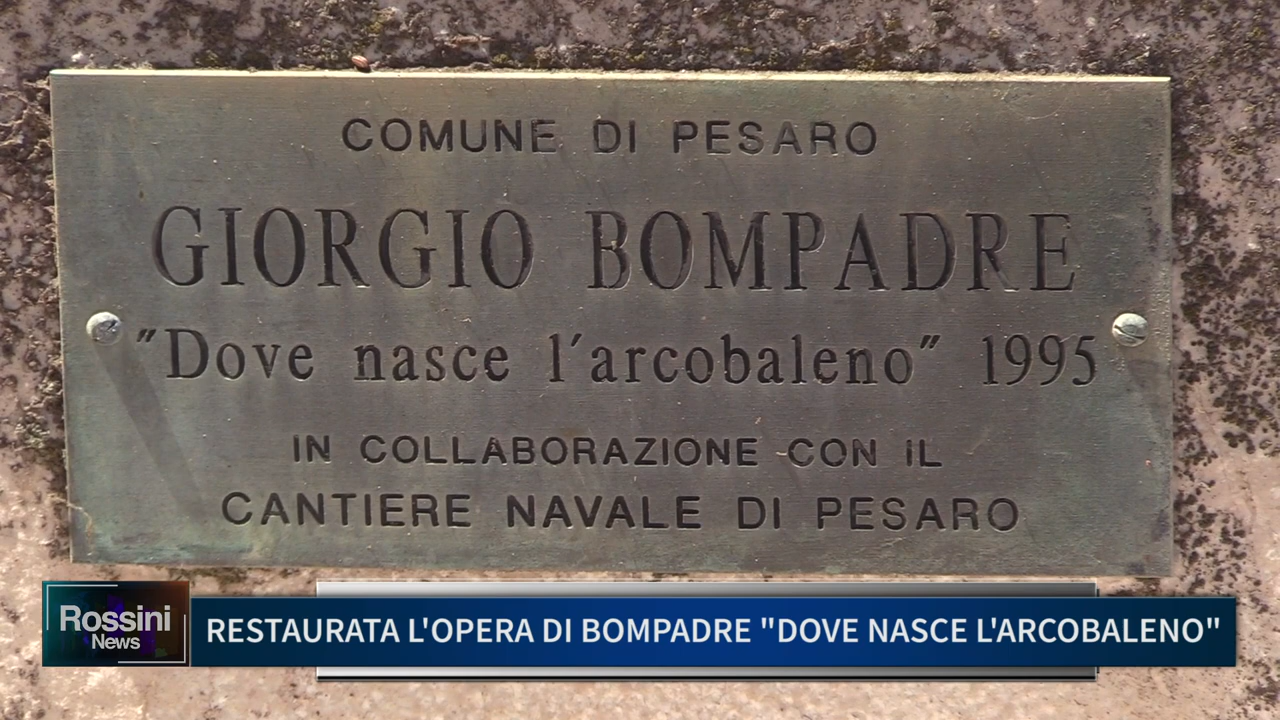 COMUNE DI PESARO
GIORGIO BOMPADRE
"Dove nasce l'arcobaleno" 1995
IN COLLABORAZIONE CON IL
CANTIERE NAVALE DI PESARO
Rossini
News
RESTAURATA L'OPERA DI BOMPADRE "DOVE NASCE L'ARCOBALENO"